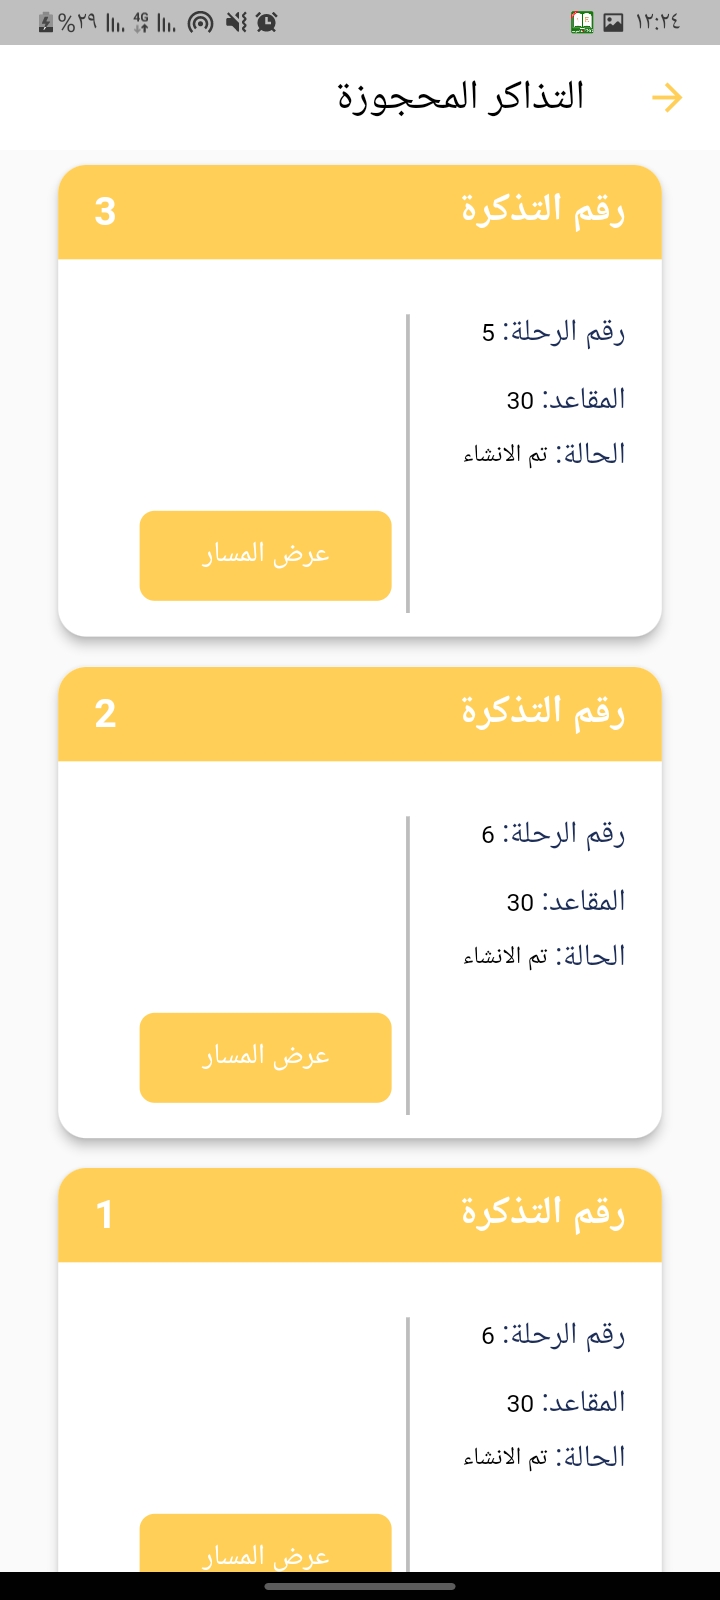 ١٢:٢٤ 4G %٢٩
التذاكر المحجوزة
رقم التذكرة 3
رقم الرحلة: 5
المقاعد: 30
الحالة: تم الانشاء
عرض المسار
رقم التذكرة 2
رقم الرحلة: 6
المقاعد: 30
الحالة: تم الانشاء
عرض المسار
رقم التذكرة 1
رقم الرحلة: 6
المقاعد: 30
الحالة: تم الانشاء
عرض المسار